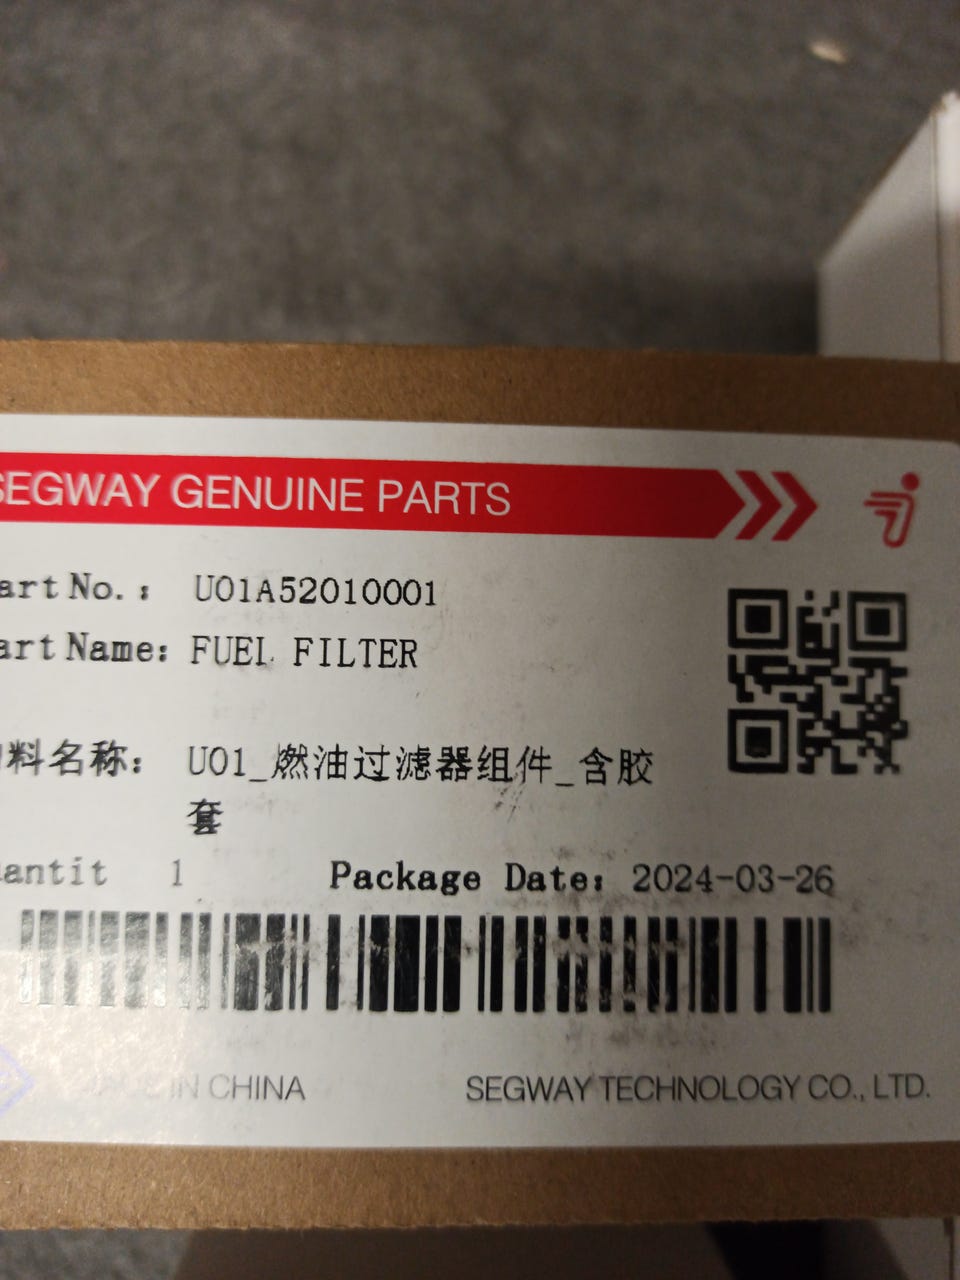 SEGWAY GENUINE PARTS
art No.: U01A52010001
art Name: FUEL FILTER
料名称: U01_燃油过滤器组件_含胶
套
antit 1 Package Date: 2024-03-26
IN CHINA SEGWAY TECHNOLOGY CO., LTD.